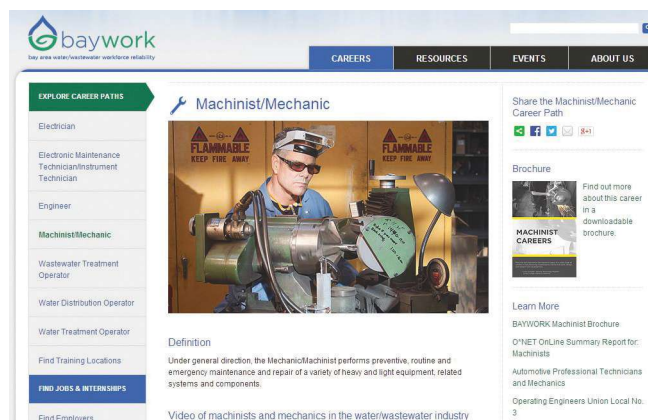 baywork
bay area water/wastewater workforce reliability
CAREERS
RESOURCES
EVENTS
ABOUT US
EXPLORE CAREER PATHS
Electrician
Electronic Maintenance
Technician/Instrument
Technician
Engineer
Machinist/Mechanic
Wastewater Treatment
Operator
Water Distribution Operator
Water Treatment Operator
Find Training Locations
FIND JOBS & INTERNSHIPS
Find Employers
Machinist/Mechanic
FLAMMABLE
KEEP FIRE AWAY
FLAMMABLE
KEEP FIRE AWAY
Definition
Under general direction, the Mechanic/Machinist performs preventive, routine and
emergency maintenance and repair of a variety of heavy and light equipment, related
systems and components.
Video of machinists and mechanics in the water/wastewater industry
Share the Machinist/Mechanic
Career Path
g+1
Brochure
MACHINIST
CAREERS
Find out more
about this career
in a
downloadable
brochure.
Learn More
BAYWORK Machinist Brochure
O*NET OnLine Summary Report for:
Machinists
Automotive Professional Technicians
and Mechanics
Operating Engineers Union Local No.
3